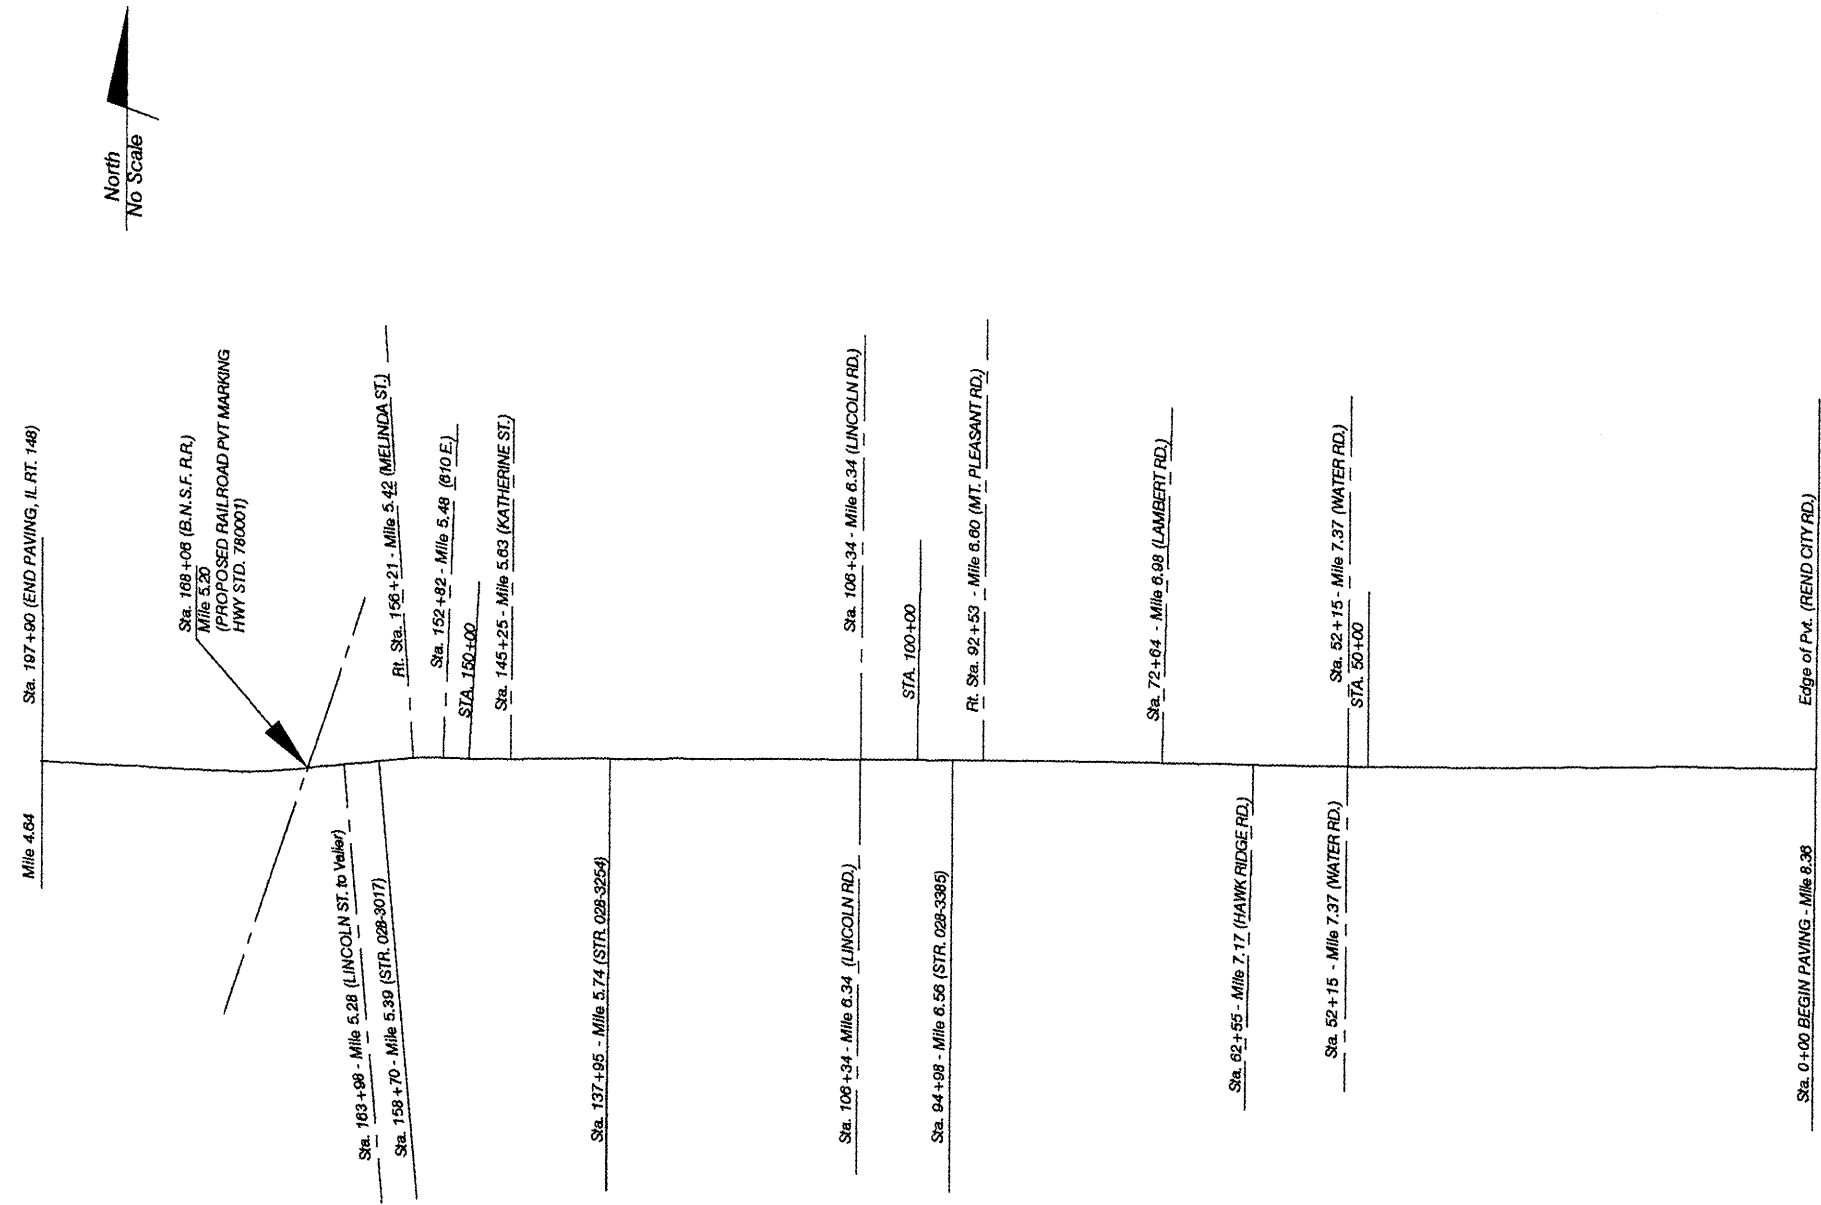 North
No Scale
Sta. 197+90 (END PAVING, IL RT. 148)
Mile 4.64
Sta. 168+06 (B.N.S.F. R.R.)
Mile 5.20
(PROPOSED RAILROAD PVT MARKING
HWY STD. 780001)
Rt. Sta. 156+21 - Mile 5.42 (MELINDA ST.)
Sta. 152+82 - Mile 5.48 (610 E.)
STA. 150+00
Sta. 145+25 - Mile 5.63 (KATHERINE ST.)
Sta. 106+34 - Mile 6.34 (LINCOLN RD.)
STA. 100+00
Rt. Sta. 92+53 - Mile 6.60 (MT. PLEASANT RD.)
Sta. 72+64 - Mile 6.98 (LAMBERT RD.)
Sta. 52+15 - Mile 7.37 (WATER RD.)
STA. 50+00
Edge of Pvt. (REND CITY RD.)
Sta. 163+98 - Mile 5.28 (LINCOLN ST. to Valier)
Sta. 158+70 - Mile 5.39 (STR. 028-3017)
Sta. 137+95 - Mile 5.74 (STR. 028-3254)
Sta. 106+34 - Mile 6.34 (LINCOLN RD.)
Sta. 94+98 - Mile 6.56 (STR. 028-3385)
Sta. 62+55 - Mile 7.17 (HAWK RIDGE RD.)
Sta. 52+15 - Mile 7.37 (WATER RD.)
Sta. 0+00 BEGIN PAVING - Mile 8.36